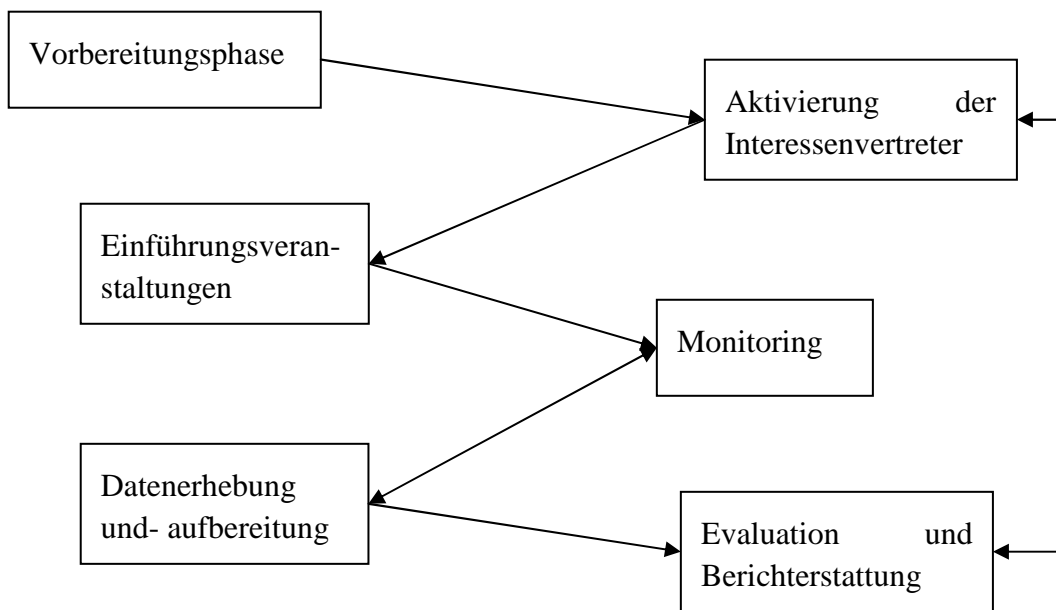 Vorbereitungsphase
Aktivierung der
Interessenvertreter
Einführungsveran-
staltungen
Monitoring
Datenerhebung
und- aufbereitung
Evaluation und
Berichterstattung